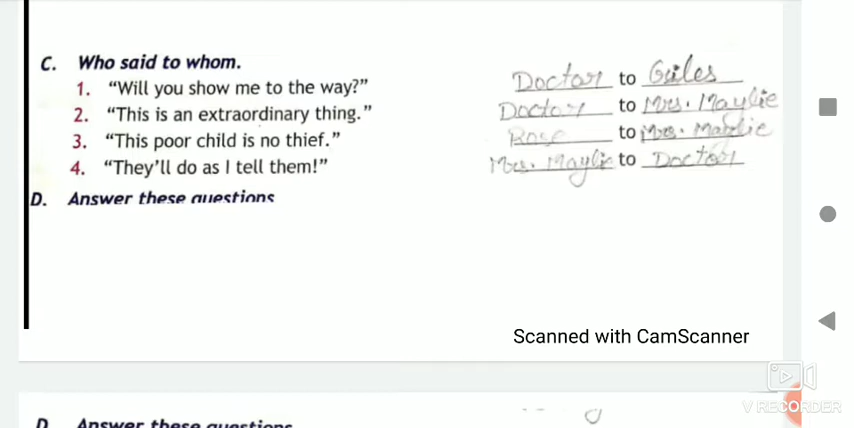 C. Who said to whom.
1. "Will you show me to the way?" Doctor to Guiles
2. "This is an extraordinary thing." Doctor to Mrs. Maylie
3. "This poor child is no thief." Rose to Mrs. Maylie
4. "They'll do as I tell them!" Mrs. Maylie to Doctor
D. Answer these questions
Scanned with CamScanner
V RECORDER
D Answer these questions